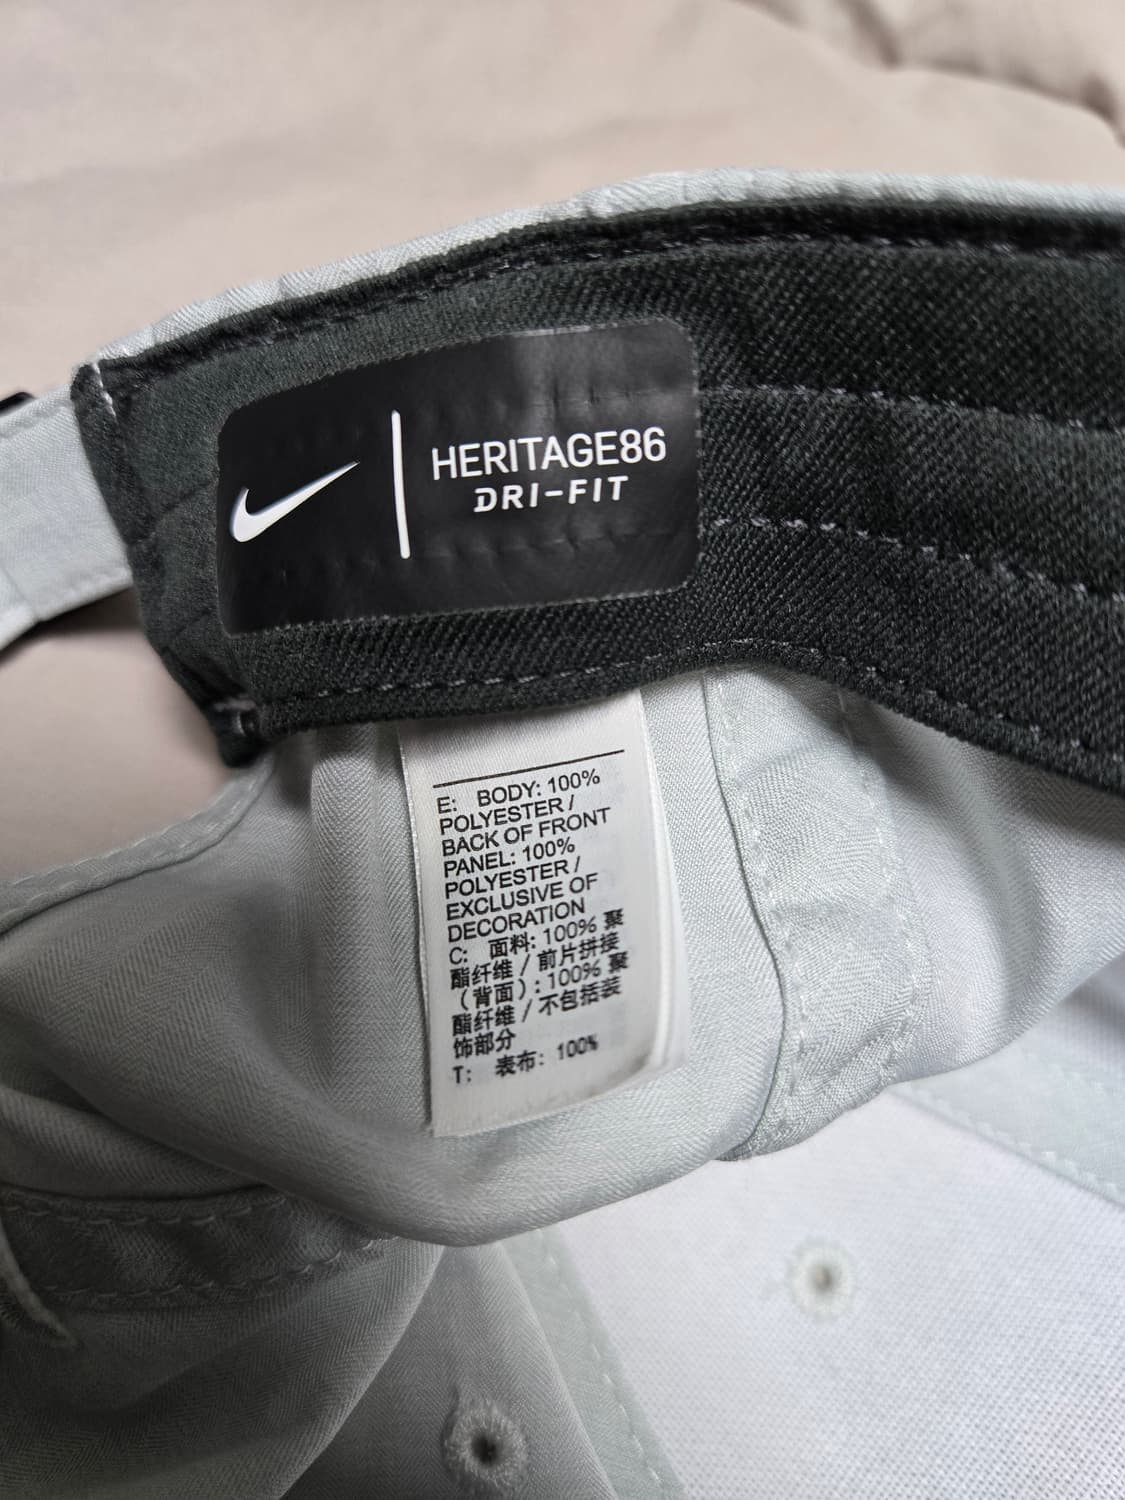 HERITAGE86
DRI-FIT
E: BODY: 100%
POLYESTER /
BACK OF FRONT
PANEL: 100%
POLYESTER /
EXCLUSIVE OF
DECORATION
C: 面料: 100% 聚
酯纤维 / 前片拼接
(背面): 100% 聚
酯纤维 / 不包括装
饰部分
T: 表布: 100%